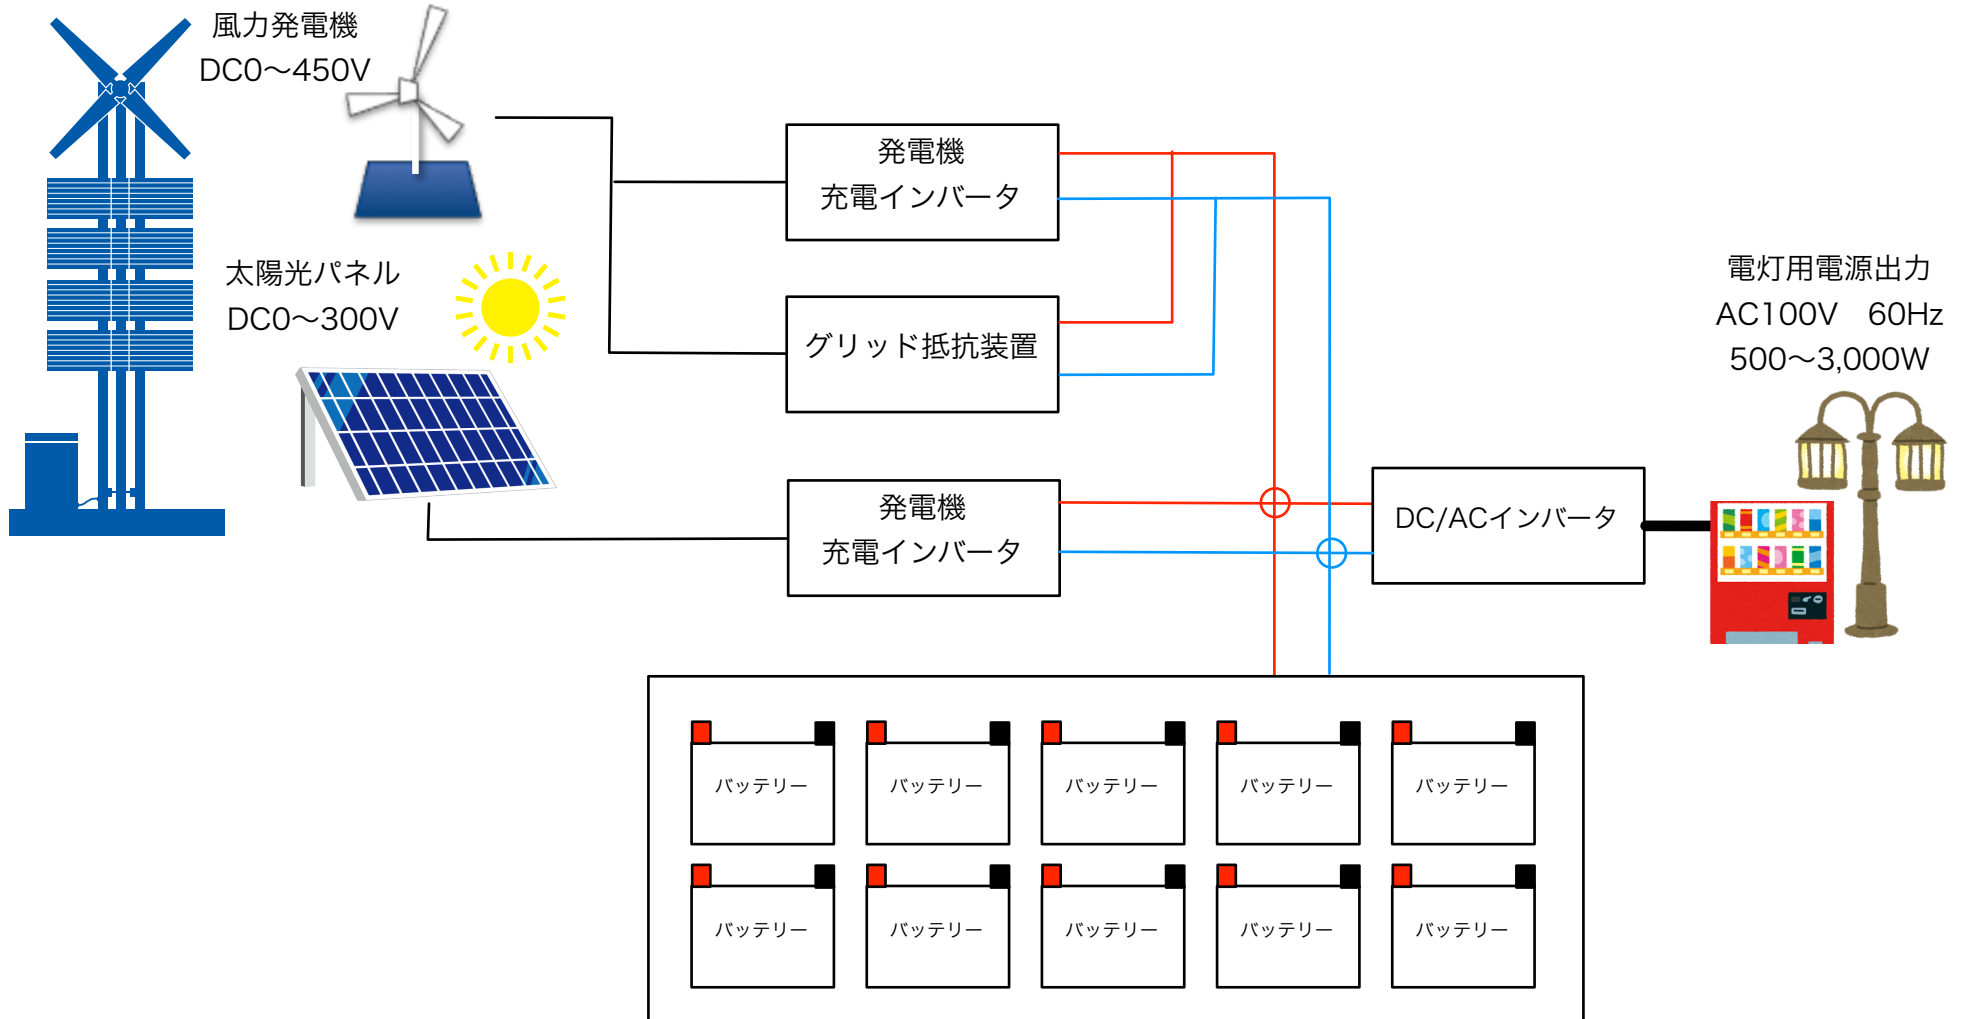 風力発電機
DC0〜450V
発電機
充電インバータ
太陽光パネル
DC0〜300V
グリッド抵抗装置
電灯用電源出力
AC100V　60Hz
500〜3,000W
発電機
充電インバータ
DC/ACインバータ
バッテリー
バッテリー
バッテリー
バッテリー
バッテリー
バッテリー
バッテリー
バッテリー
バッテリー
バッテリー